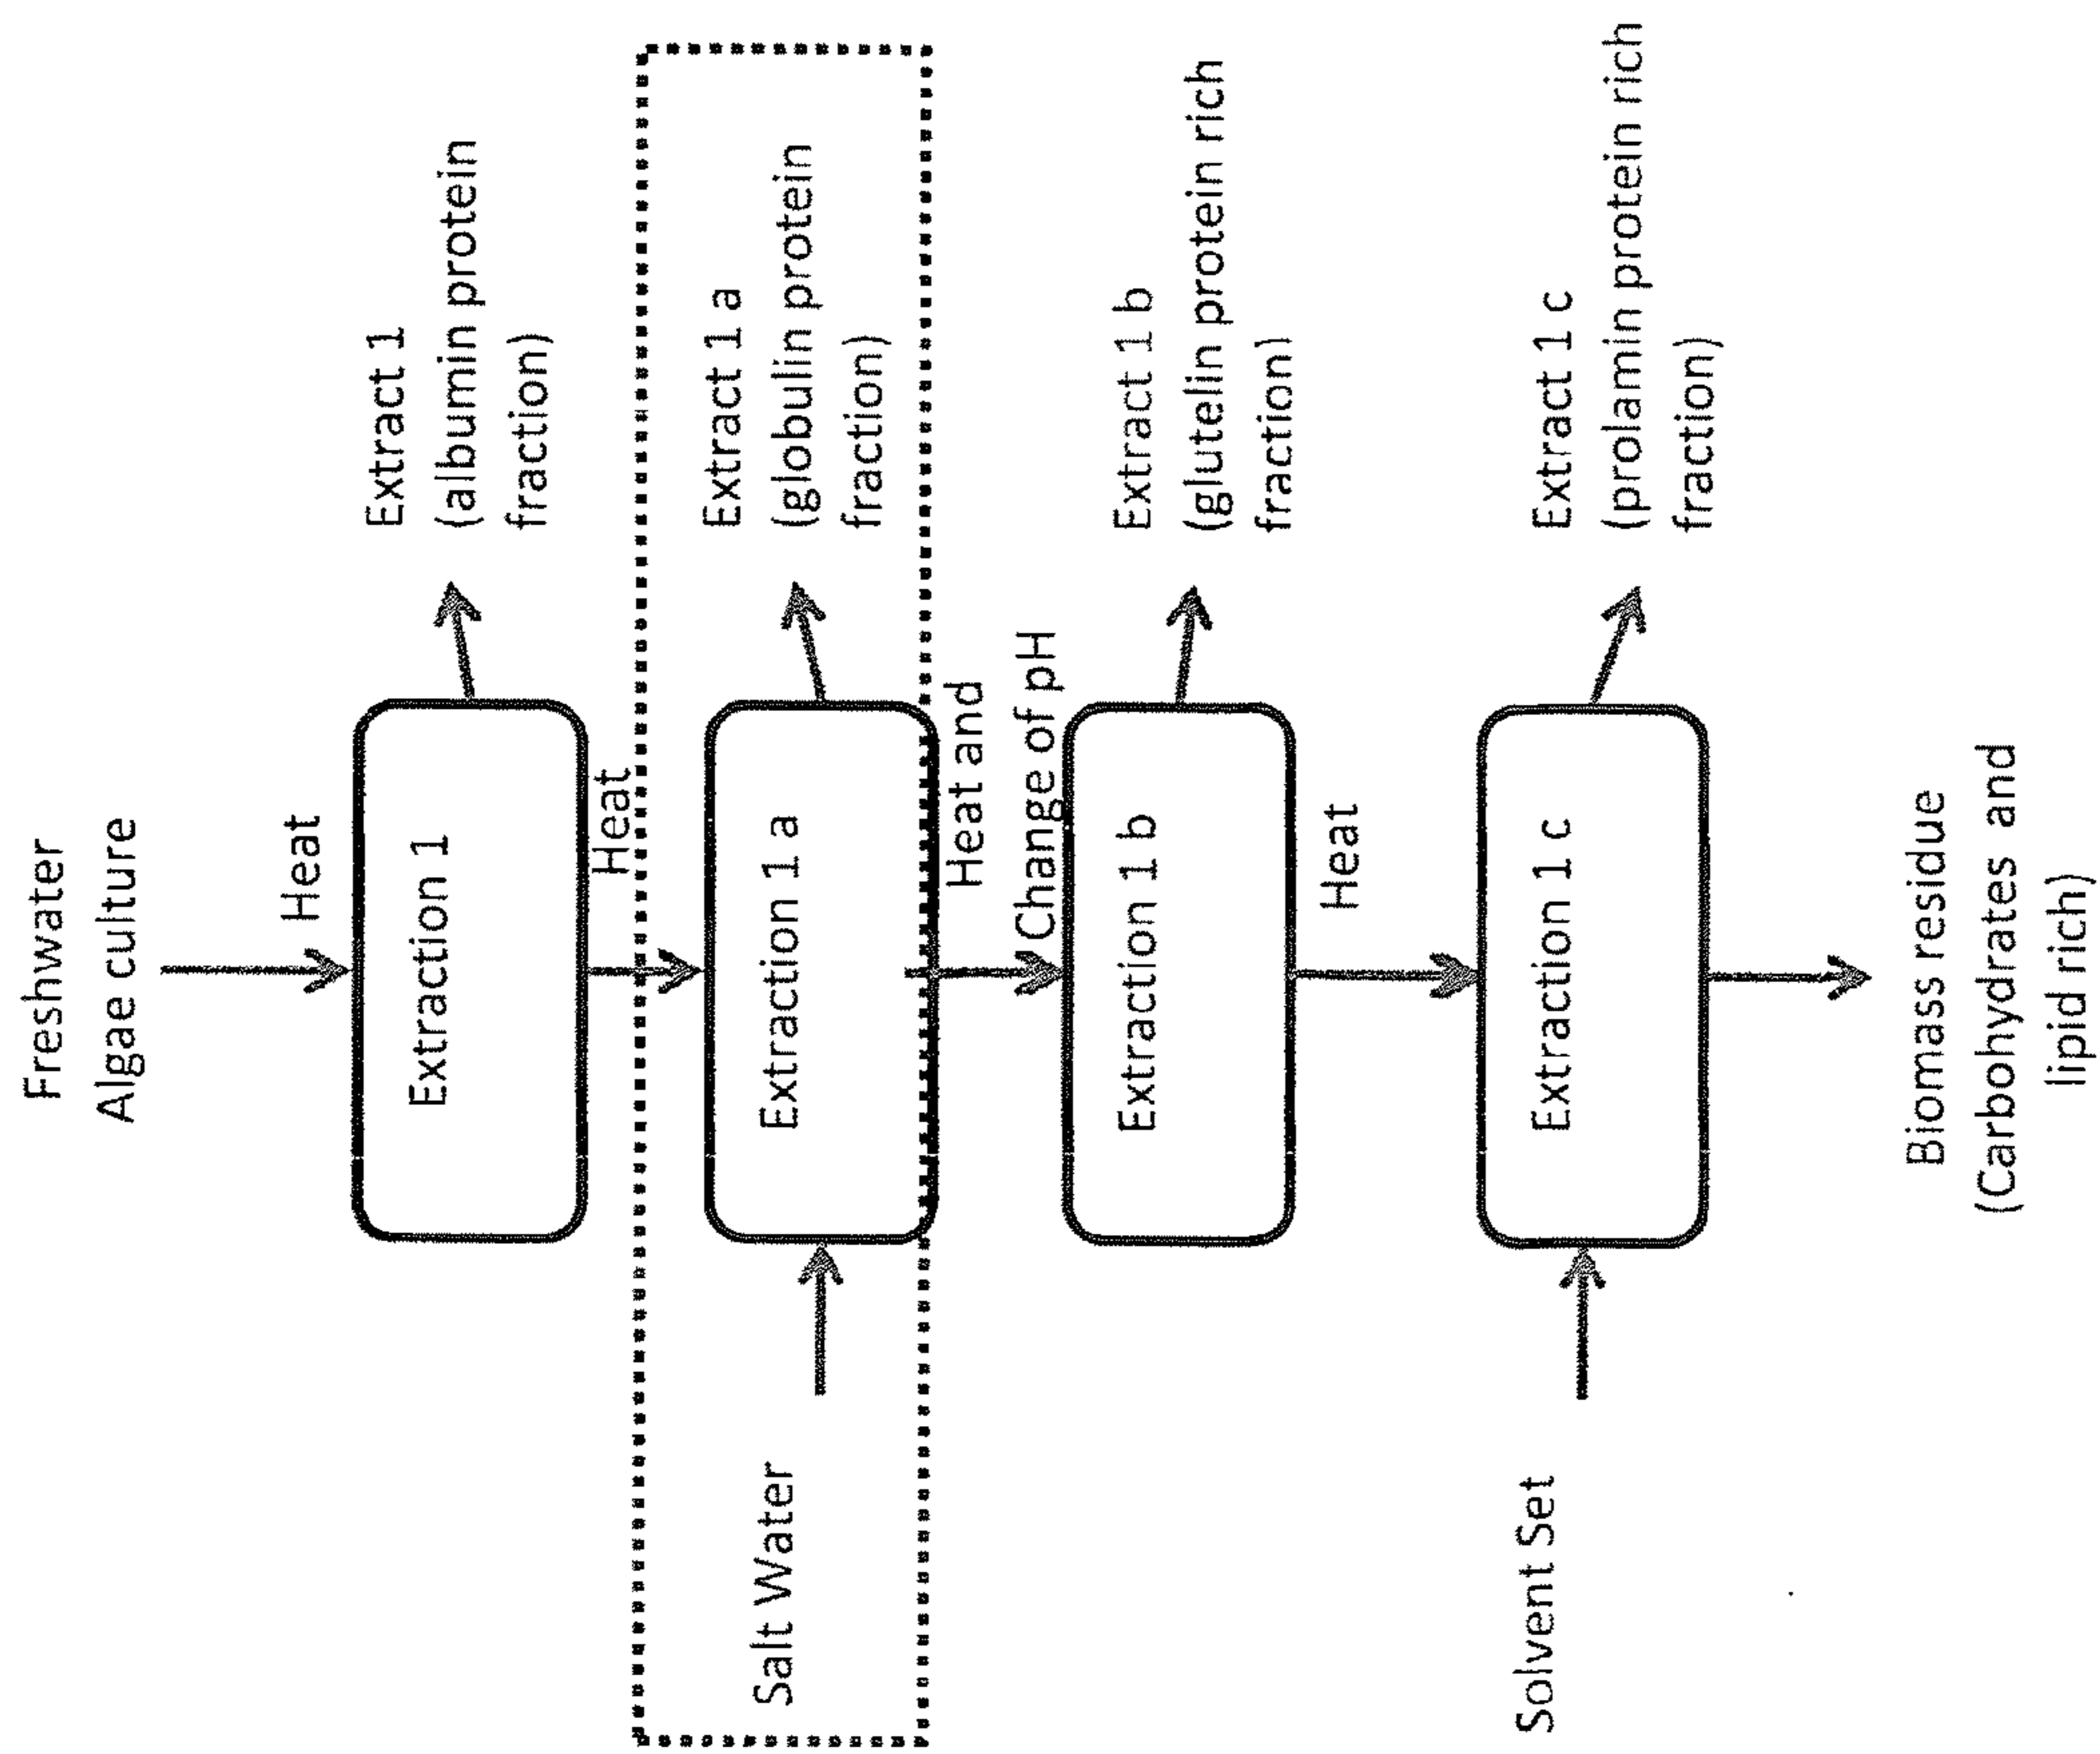 Freshwater
Algae culture
Heat
Extraction 1
Extract 1
(albumin protein
fraction)
Heat
Salt Water
Extraction 1 a
Extract 1 a
(globulin protein
fraction)
Heat and
Change of pH
Extraction 1 b
Extract 1 b
(glutelin protein rich
fraction)
Heat
Solvent Set
Extraction 1 c
Extract 1 c
(prolamin protein rich
fraction)
Biomass residue
(Carbohydrates and
lipid rich)